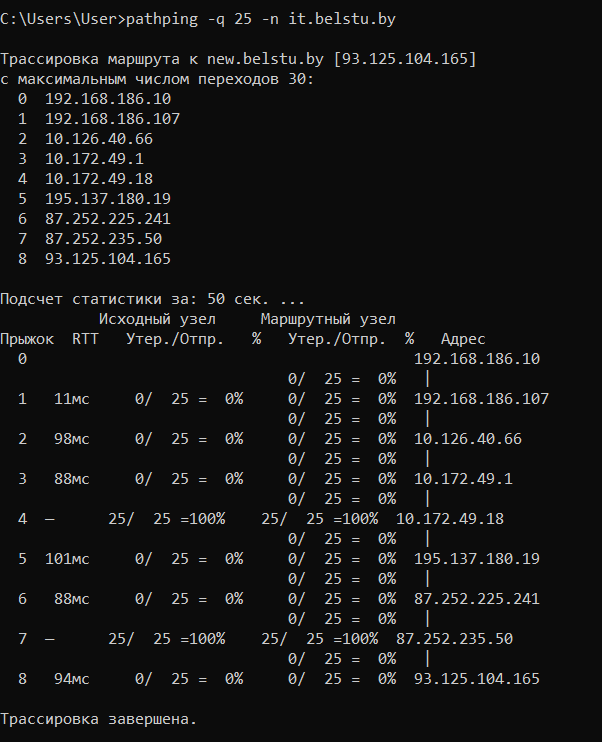 C:\Users\User>pathping -q 25 -n it.belstu.by

Трассировка маршрута к new.belstu.by [93.125.104.165]
с максимальным числом переходов 30:
  0  192.168.186.10
  1  192.168.186.107
  2  10.126.40.66
  3  10.172.49.1
  4  10.172.49.18
  5  195.137.180.19
  6  87.252.225.241
  7  87.252.235.50
  8  93.125.104.165

Подсчет статистики за: 50 сек. ...
           Исходный узел     Маршрутный узел
Прыжок  RTT   Утер./Отпр.   %   Утер./Отпр.  %   Адрес
  0                                           192.168.186.10
                                0/  25 =  0%   |
  1   11мс     0/  25 =  0%     0/  25 =  0%  192.168.186.107
                                0/  25 =  0%   |
  2   98мс     0/  25 =  0%     0/  25 =  0%  10.126.40.66
                                0/  25 =  0%   |
  3   88мс     0/  25 =  0%     0/  25 =  0%  10.172.49.1
                                0/  25 =  0%   |
  4  —      25/  25 =100%    25/  25 =100%  10.172.49.18
                                0/  25 =  0%   |
  5  101мс     0/  25 =  0%     0/  25 =  0%  195.137.180.19
                                0/  25 =  0%   |
  6   88мс     0/  25 =  0%     0/  25 =  0%  87.252.225.241
                                0/  25 =  0%   |
  7  —      25/  25 =100%    25/  25 =100%  87.252.235.50
                                0/  25 =  0%   |
  8   94мс     0/  25 =  0%     0/  25 =  0%  93.125.104.165

Трассировка завершена.